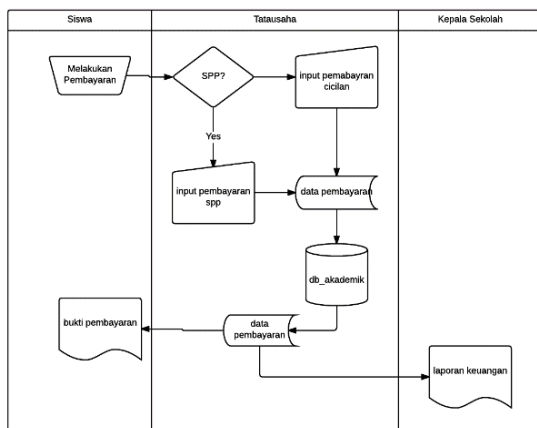 Siswa
Tatausaha
Kepala Sekolah
Melakukan
Pembayaran
SPP?
input pemabayran
cicilan
Yes
input pembayaran
spp
data pembayaran
db_akademik
bukti pembayaran
data
pembayaran
laporan keuangan